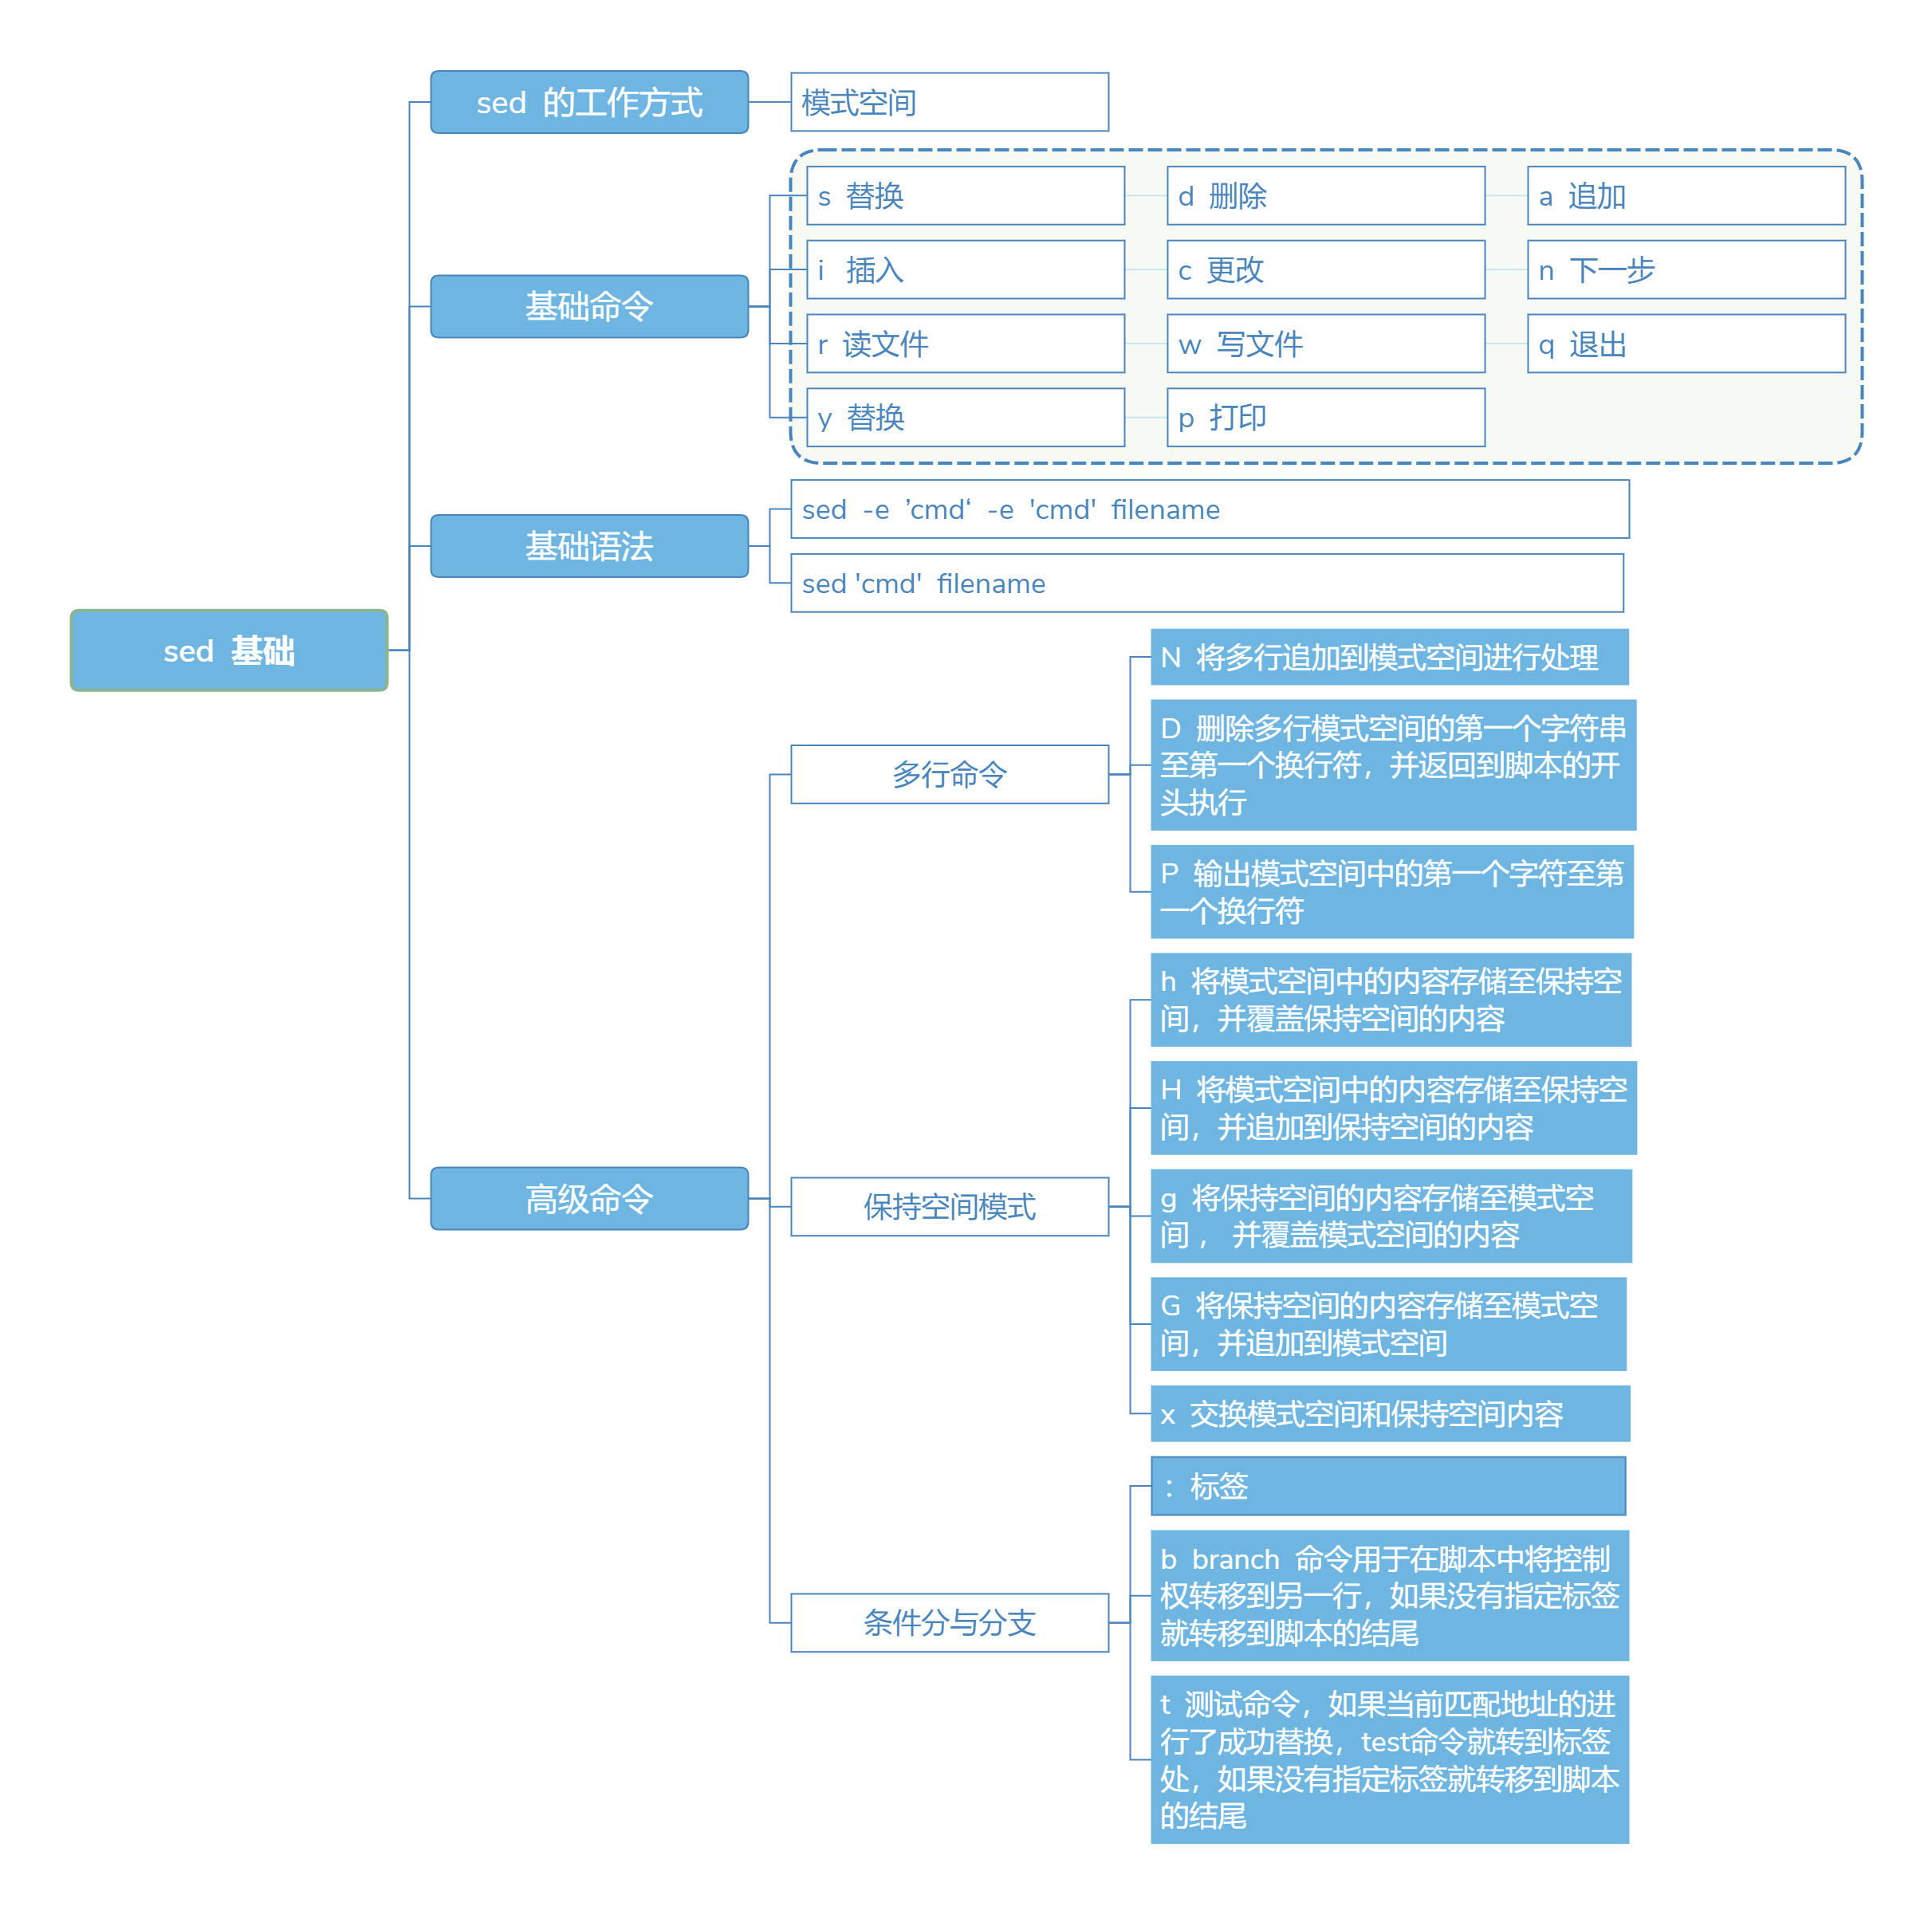 sed 的工作方式
模式空间
s 替换
d 删除
a 追加
i 插入
c 更改
n 下一步
基础命令
r 读文件
w 写文件
q 退出
y 替换
p 打印
sed -e ’cmd‘ -e 'cmd' filename
基础语法
sed 'cmd' filename
sed 基础
N 将多行追加到模式空间进行处理
D 删除多行模式空间的第一个字符串
至第一个换行符，并返回到脚本的开
头执行
多行命令
P 输出模式空间中的第一个字符至第
一个换行符
h 将模式空间中的内容存储至保持空
间，并覆盖保持空间的内容
H 将模式空间中的内容存储至保持空
间，并追加到保持空间的内容
高级命令
保持空间模式
g 将保持空间的内容存储至模式空
间 ， 并覆盖模式空间的内容
G 将保持空间的内容存储至模式空
间，并追加到模式空间
x 交换模式空间和保持空间内容
：标签
b branch 命令用于在脚本中将控制
权转移到另一行，如果没有指定标签
就转移到脚本的结尾
条件分与分支
t 测试命令，如果当前匹配地址的进
行了成功替换，test命令就转到标签
处，如果没有指定标签就转移到脚本
的结尾